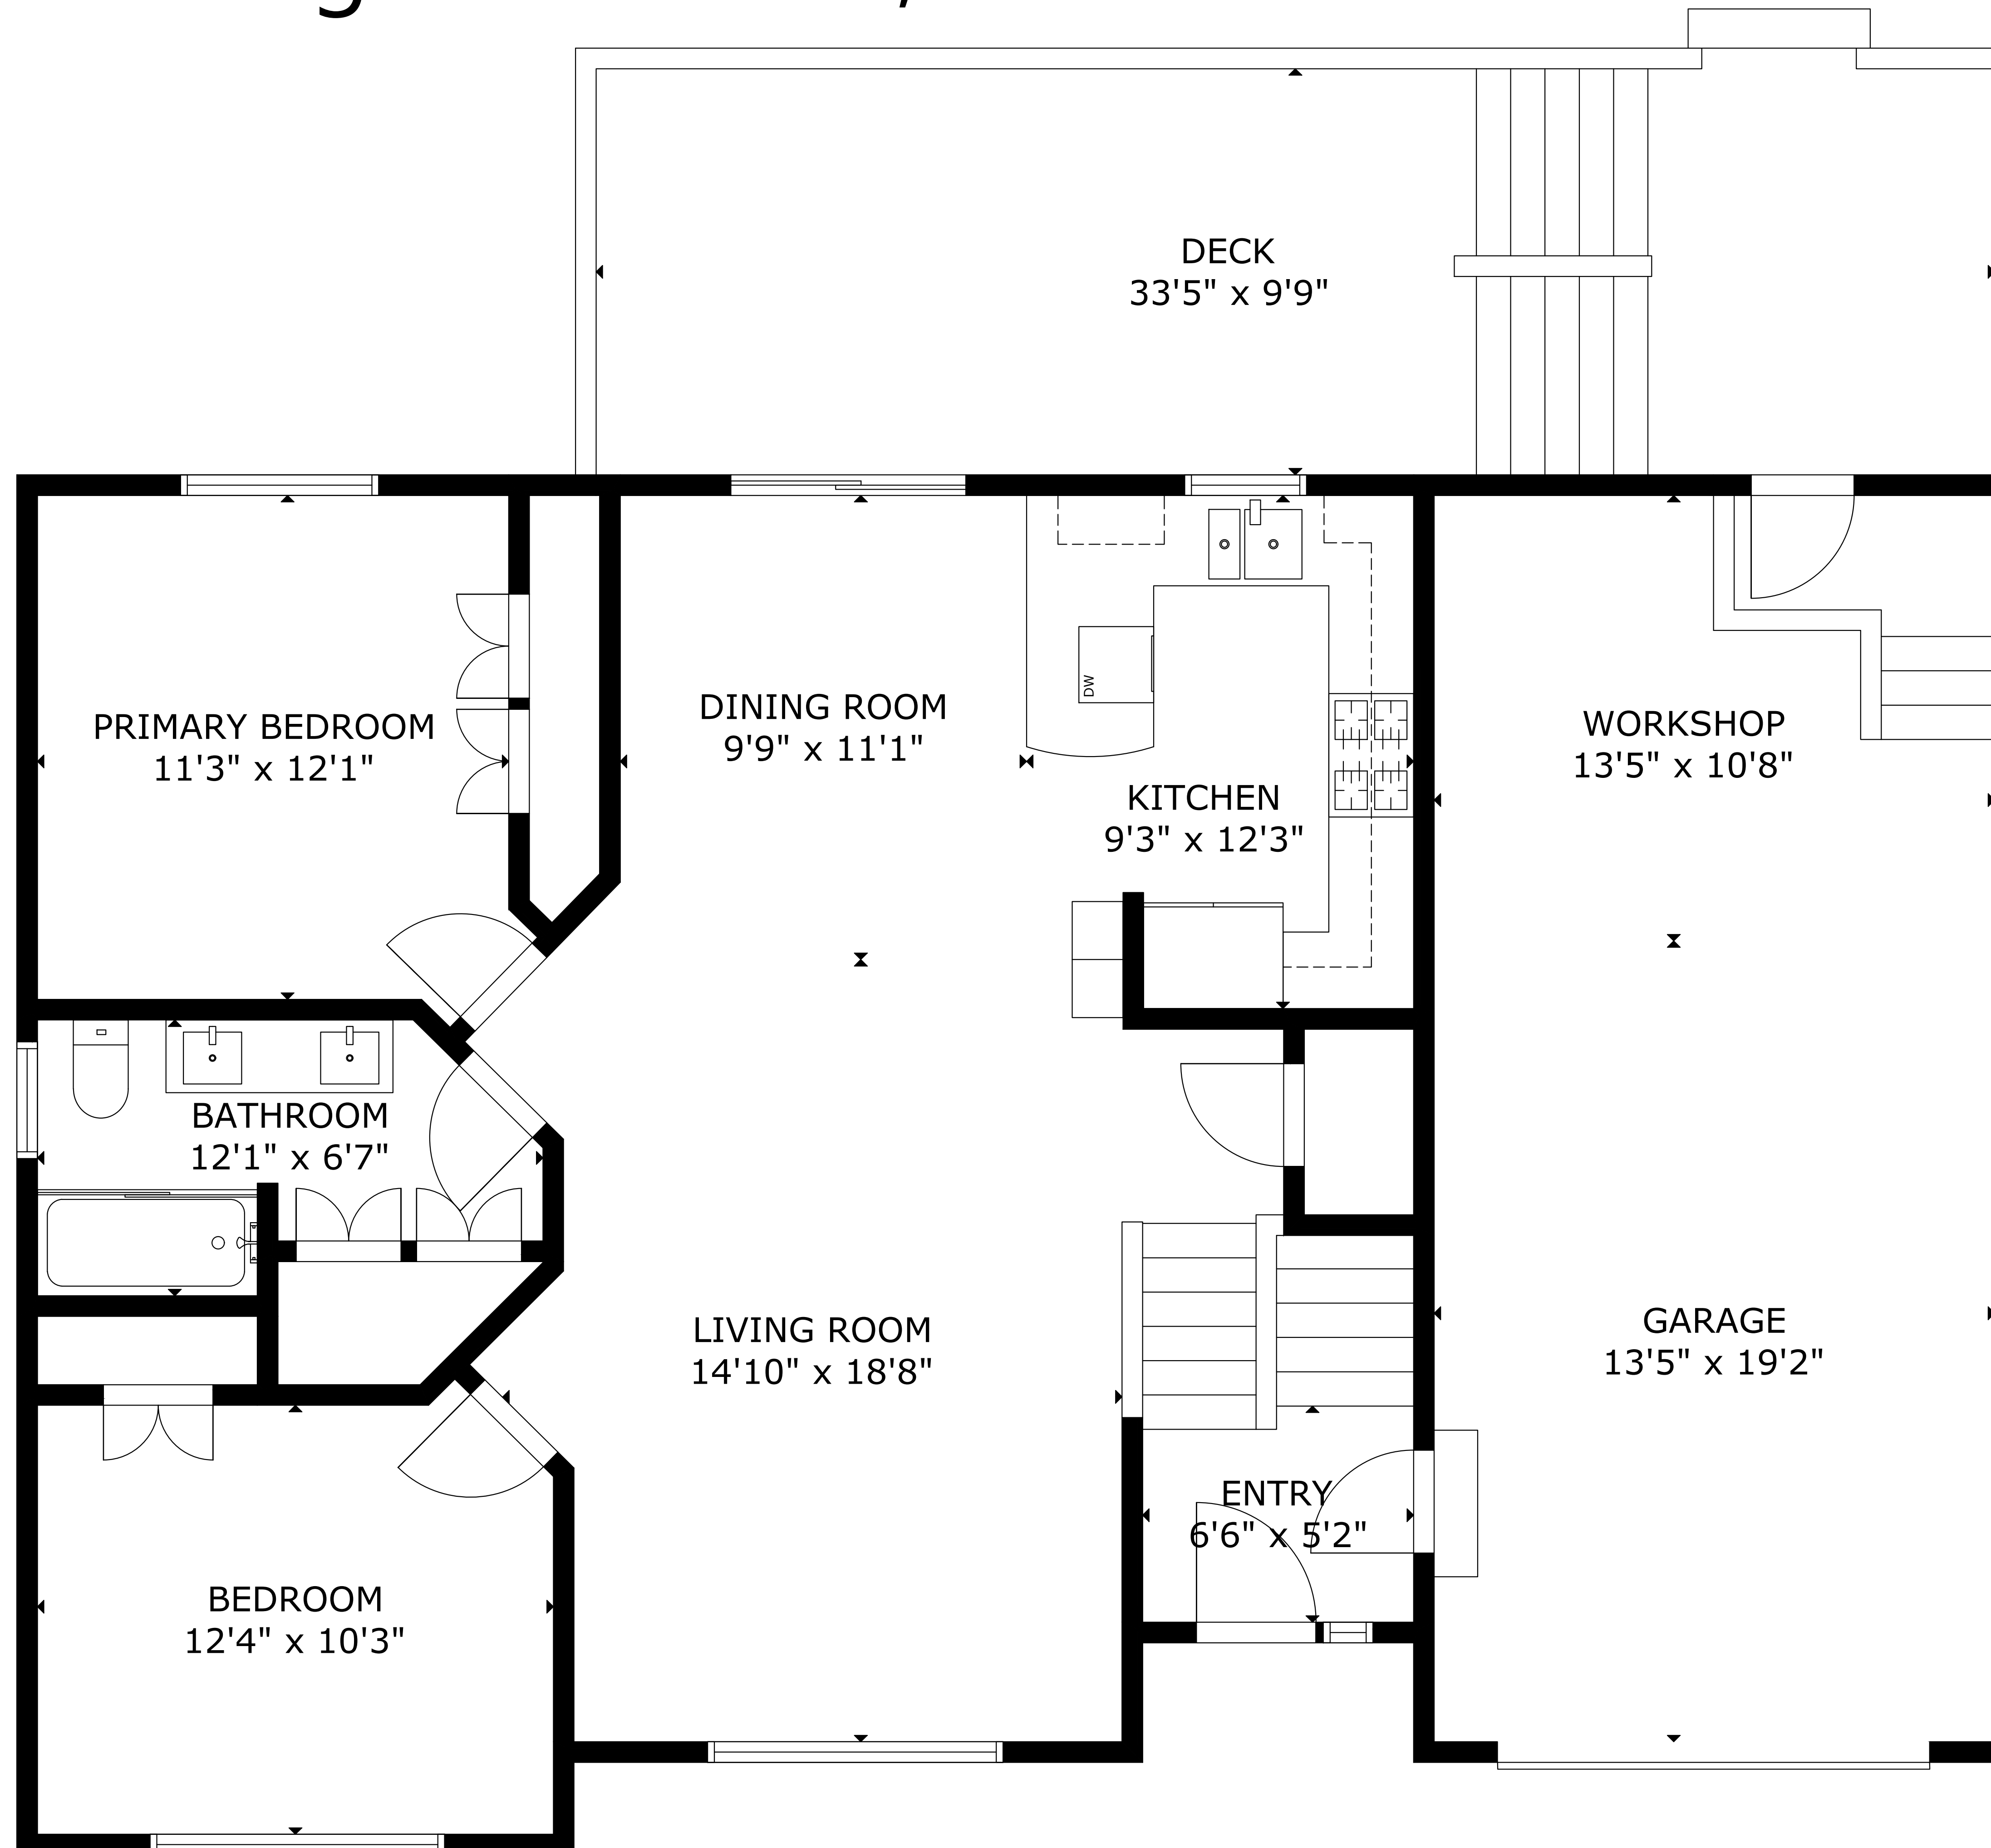 DECK
33'5" x 9'9"
PRIMARY BEDROOM
11'3" x 12'1"
DINING ROOM
9'9" x 11'1"
DW
KITCHEN
9'3" x 12'3"
WORKSHOP
13'5" x 10'8"
BATHROOM
12'1" x 6'7"
LIVING ROOM
14'10" x 18'8"
GARAGE
13'5" x 19'2"
ENTRY
6'6" x 5'2"
BEDROOM
12'4" x 10'3"